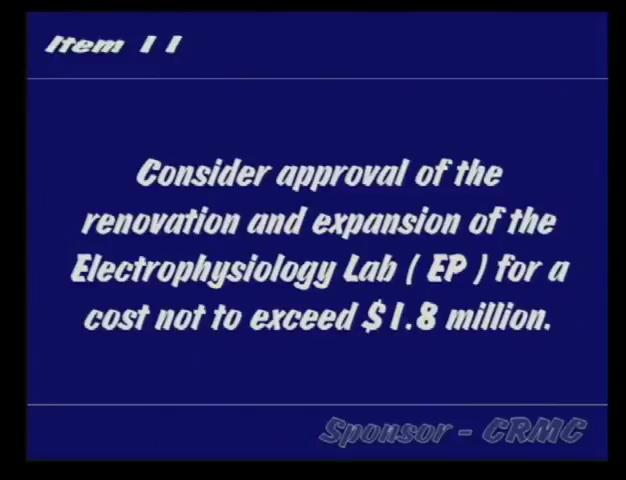 Item 11
Consider approval of the
renovation and expansion of the
Electrophysiology Lab ( EP ) for a
cost not to exceed $1.8 million.
Sponsor - CRMC